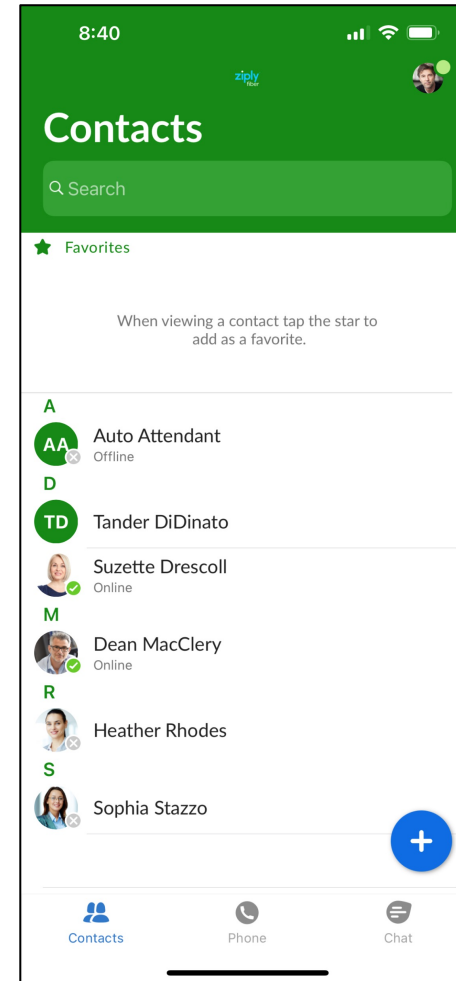 8:40
ziply
fiber
Contacts
Search
Favorites
When viewing a contact tap the star to
add as a favorite.
A
AA
Auto Attendant
Offline
D
TD
Tander DiDinato
Suzette Drescoll
Online
M
Dean MacClery
Online
R
Heather Rhodes
S
Sophia Stazzo
Contacts
Phone
Chat